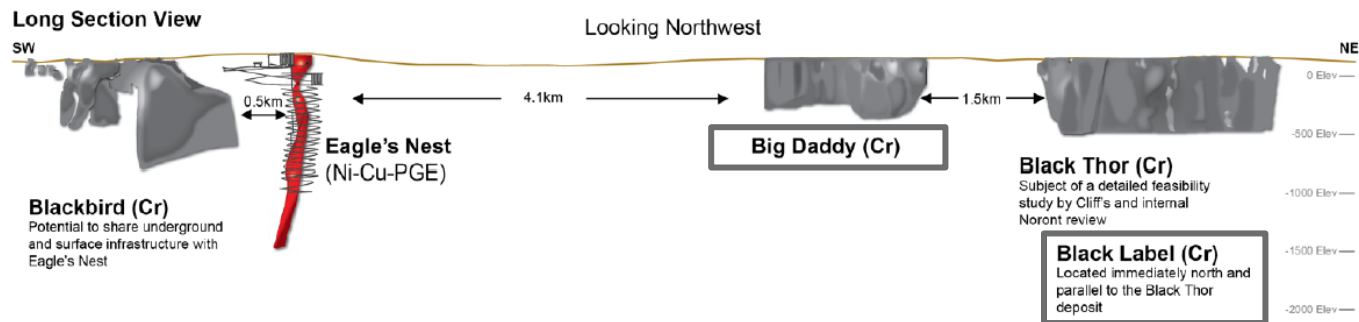 Long Section View
Looking Northwest
SW
NE
0 Elev
0.5km
4.1km
1.5km
-500 Elev
Eagle's Nest
(Ni-Cu-PGE)
Big Daddy (Cr)
Black Thor (Cr)
Subject of a detailed feasibility
study by Cliff's and internal
Noront review
-1000 Elev
Blackbird (Cr)
Potential to share underground
and surface infrastructure with
Eagle's Nest
Black Label (Cr)
Located immediately north and
parallel to the Black Thor
deposit
-1500 Elev
-2000 Elev